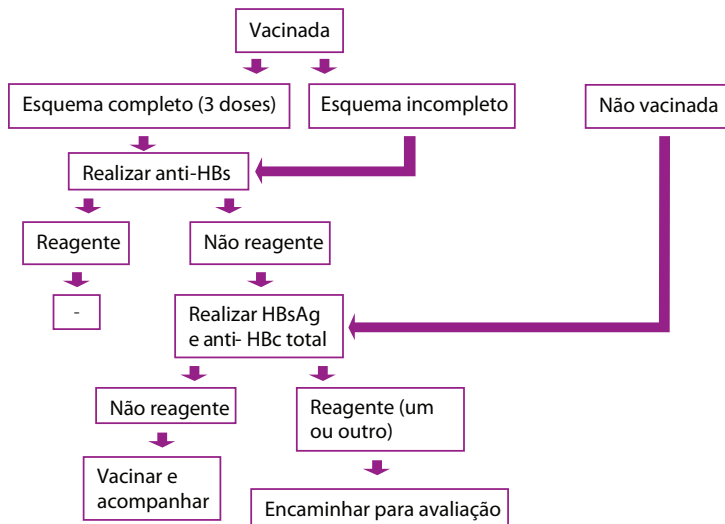 Vacinada
Esquema completo (3 doses)
Esquema incompleto
Não vacinada
Realizar anti-HBs
Reagente
Não reagente
-
Realizar HBsAg
e anti- HBc total
Não reagente
Reagente (um
ou outro)
Vacinar e
acompanhar
Encaminhar para avaliação